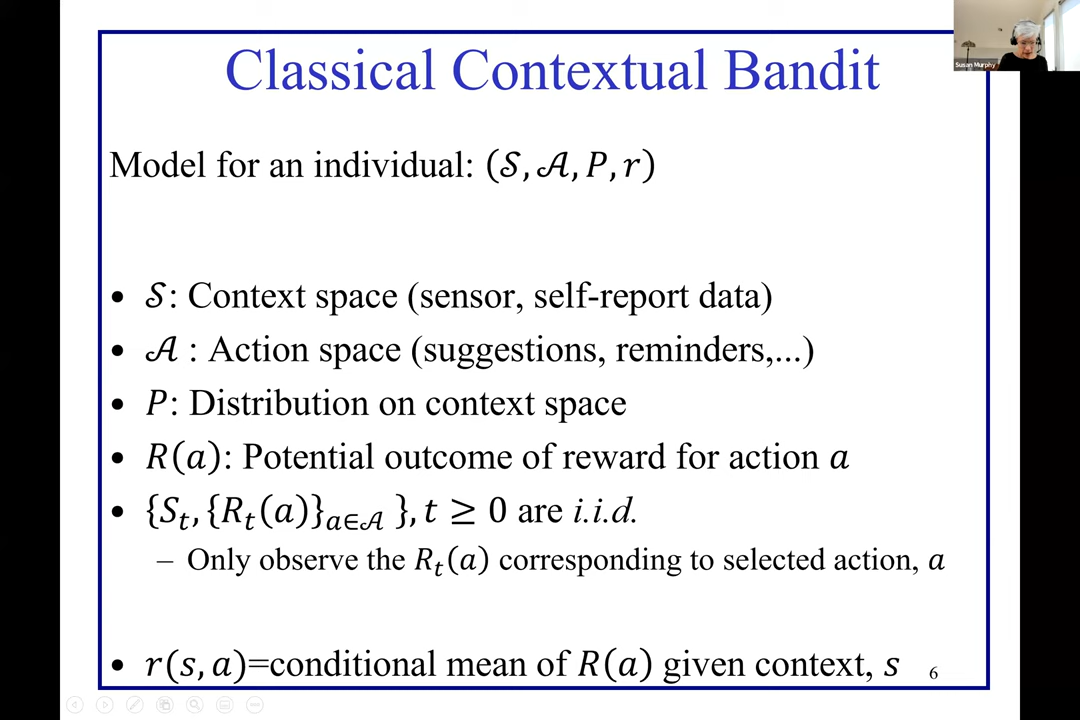 Classical Contextual Bandit
Susan Murphy
Model for an individual: (𝒮, 𝒜, P, r)
• 𝒮: Context space (sensor, self-report data)
• 𝒜 : Action space (suggestions, reminders,...)
• P: Distribution on context space
• R(a): Potential outcome of reward for action a
• {S_t, {R_t(a)}_{a∈𝒜} }, t ≥ 0 are i.i.d.
– Only observe the R_t(a) corresponding to selected action, a
• r(s, a)=conditional mean of R(a) given context, s
6